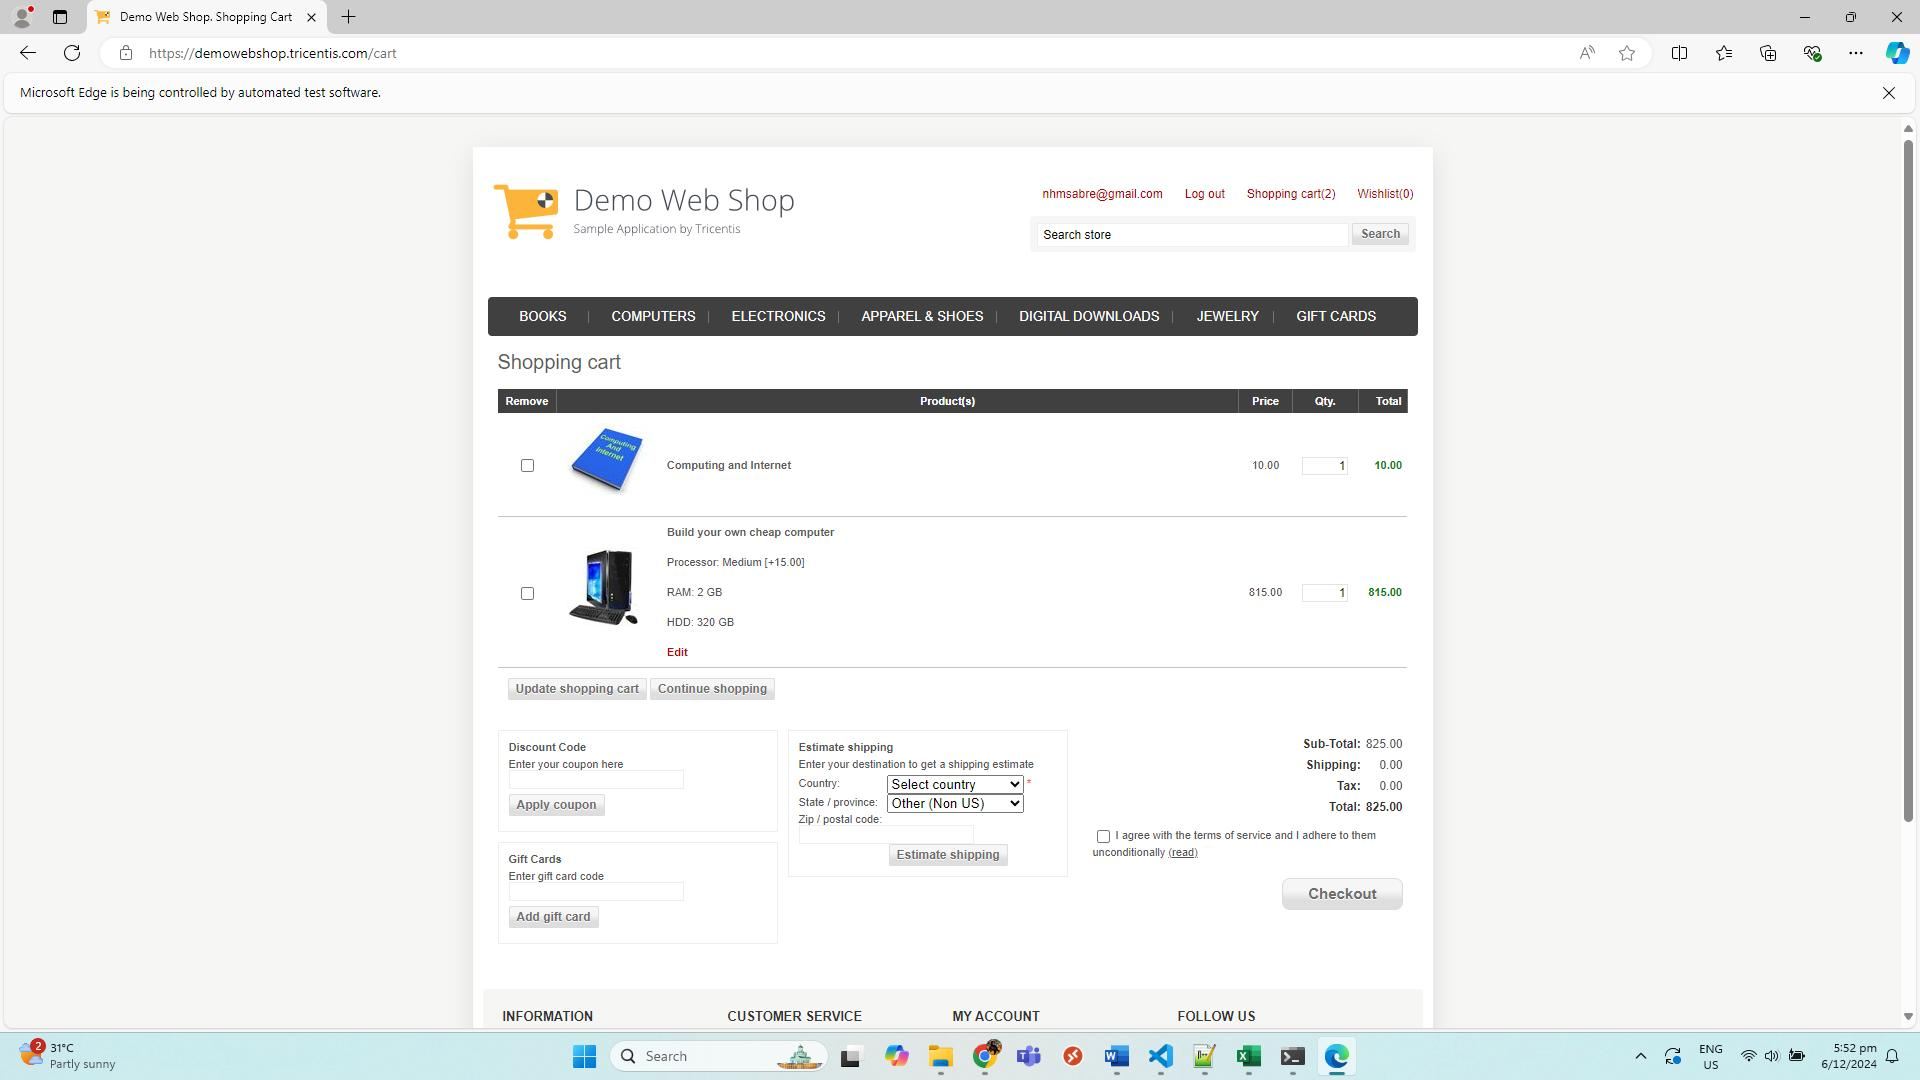 Demo Web Shop. Shopping Cart
https://demowebshop.tricentis.com/cart
Microsoft Edge is being controlled by automated test software.
Demo Web Shop
Sample Application by Tricentis
nhmsabre@gmail.com Log out Shopping cart(2) Wishlist(0)
Search store Search
BOOKS COMPUTERS ELECTRONICS APPAREL & SHOES DIGITAL DOWNLOADS JEWELRY GIFT CARDS
Shopping cart
Remove Product(s) Price Qty. Total
Computing And Internet
Computing and Internet 10.00 1 10.00
Build your own cheap computer
Processor: Medium [+15.00]
RAM: 2 GB 815.00 1 815.00
HDD: 320 GB
Edit
Update shopping cart Continue shopping
Discount Code
Enter your coupon here
Apply coupon
Gift Cards
Enter gift card code
Add gift card
Estimate shipping
Enter your destination to get a shipping estimate
Country: Select country *
State / province: Other (Non US)
Zip / postal code:
Estimate shipping
Sub-Total: 825.00
Shipping: 0.00
Tax: 0.00
Total: 825.00
I agree with the terms of service and I adhere to them
unconditionally (read)
Checkout
INFORMATION CUSTOMER SERVICE MY ACCOUNT FOLLOW US
2 31°C
Partly sunny
Search
ENG
US
5:52 pm
6/12/2024